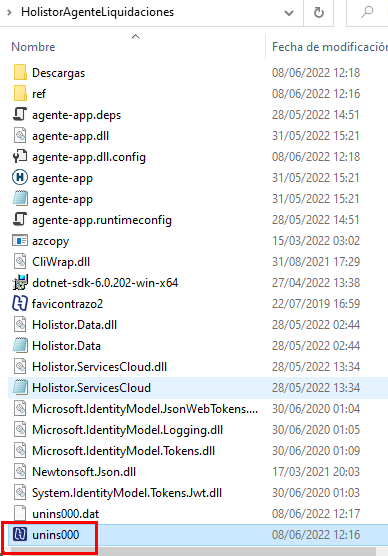 HolistorAgenteLiquidaciones
Nombre Fecha de modificación
Descargas 08/06/2022 12:18
ref 08/06/2022 12:16
agente-app.deps 28/05/2022 14:51
agente-app.dll 31/05/2022 15:21
agente-app.dll.config 08/06/2022 12:18
agente-app 31/05/2022 15:21
agente-app 31/05/2022 15:21
agente-app.runtimeconfig 28/05/2022 14:51
azcopy 15/03/2022 03:02
CliWrap.dll 31/08/2021 17:29
dotnet-sdk-6.0.202-win-x64 27/04/2022 13:38
favicontrazo2 22/07/2019 16:59
Holistor.Data.dll 28/05/2022 02:44
Holistor.Data 28/05/2022 02:44
Holistor.ServicesCloud.dll 28/05/2022 13:34
Holistor.ServicesCloud 28/05/2022 13:34
Microsoft.IdentityModel.JsonWebTokens.... 30/06/2020 01:04
Microsoft.IdentityModel.Logging.dll 30/06/2020 01:09
Microsoft.IdentityModel.Tokens.dll 30/06/2020 01:09
Newtonsoft.Json.dll 17/03/2021 20:03
System.IdentityModel.Tokens.Jwt.dll 30/06/2020 01:04
unins000.dat 08/06/2022 12:17
unins000 08/06/2022 12:16